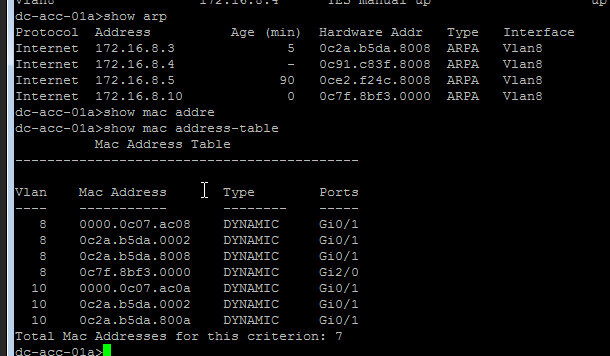 Vlan8                  172.16.8.4      YES manual up                    up
dc-acc-01a>show arp
Protocol  Address          Age (min)  Hardware Addr   Type   Interface
Internet  172.16.8.3              5   0c2a.b5da.8008  ARPA   Vlan8
Internet  172.16.8.4              -   0c91.c83f.8008  ARPA   Vlan8
Internet  172.16.8.5             90   0ce2.f24c.8008  ARPA   Vlan8
Internet  172.16.8.10             0   0c7f.8bf3.0000  ARPA   Vlan8
dc-acc-01a>show mac addre
dc-acc-01a>show mac address-table
          Mac Address Table
-------------------------------------------
Vlan    Mac Address       Type        Ports
----    -----------       --------    -----
   8    0000.0c07.ac08    DYNAMIC     Gi0/1
   8    0c2a.b5da.0002    DYNAMIC     Gi0/1
   8    0c2a.b5da.8008    DYNAMIC     Gi0/1
   8    0c7f.8bf3.0000    DYNAMIC     Gi2/0
  10    0000.0c07.ac0a    DYNAMIC     Gi0/1
  10    0c2a.b5da.0002    DYNAMIC     Gi0/1
  10    0c2a.b5da.800a    DYNAMIC     Gi0/1
Total Mac Addresses for this criterion: 7
dc-acc-01a>